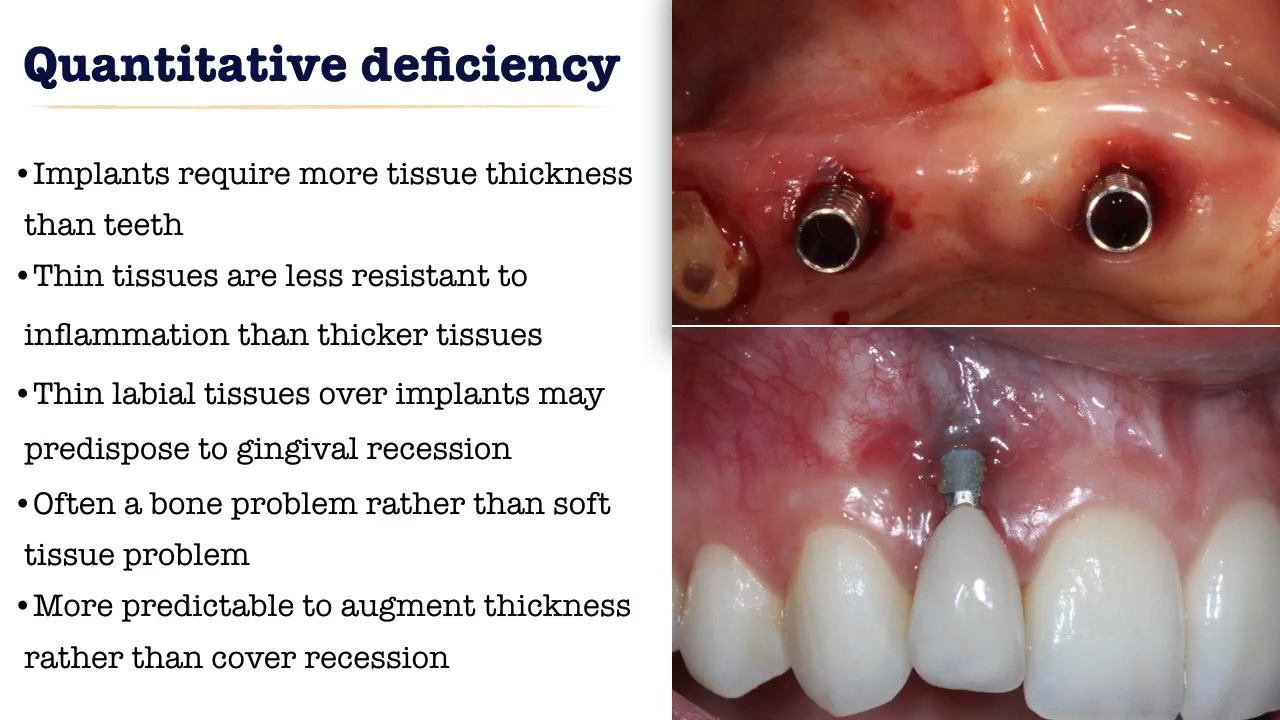 Quantitative deficiency
•Implants require more tissue thickness
than teeth
•Thin tissues are less resistant to
inflammation than thicker tissues
•Thin labial tissues over implants may
predispose to gingival recession
•Often a bone problem rather than soft
tissue problem
•More predictable to augment thickness
rather than cover recession